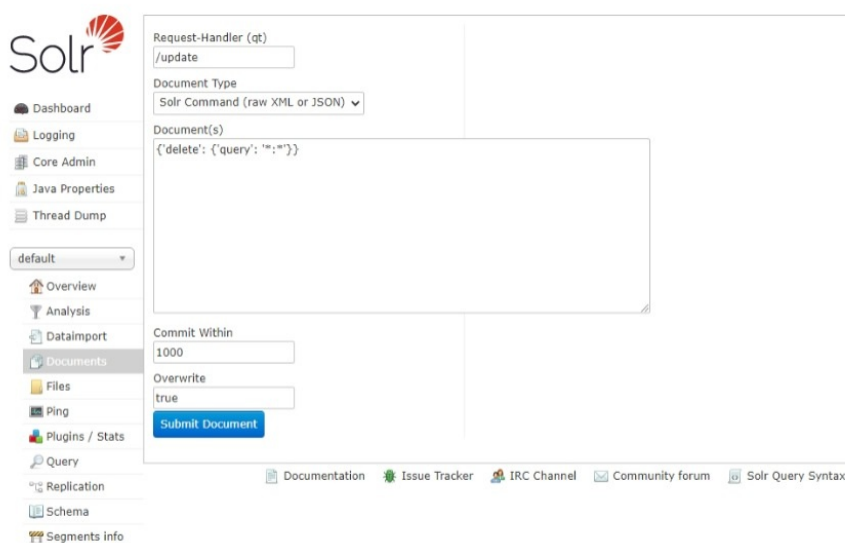 Solr
Dashboard
Logging
Core Admin
Java Properties
Thread Dump
default
Overview
Analysis
Dataimport
Documents
Files
Ping
Plugins / Stats
Query
Replication
Schema
Segments info
Request-Handler (qt)
/update
Document Type
Solr Command (raw XML or JSON)
Document(s)
{'delete': {'query': '*:*'}}
Commit Within
1000
Overwrite
true
Submit Document
Documentation Issue Tracker IRC Channel Community forum Solr Query Syntax